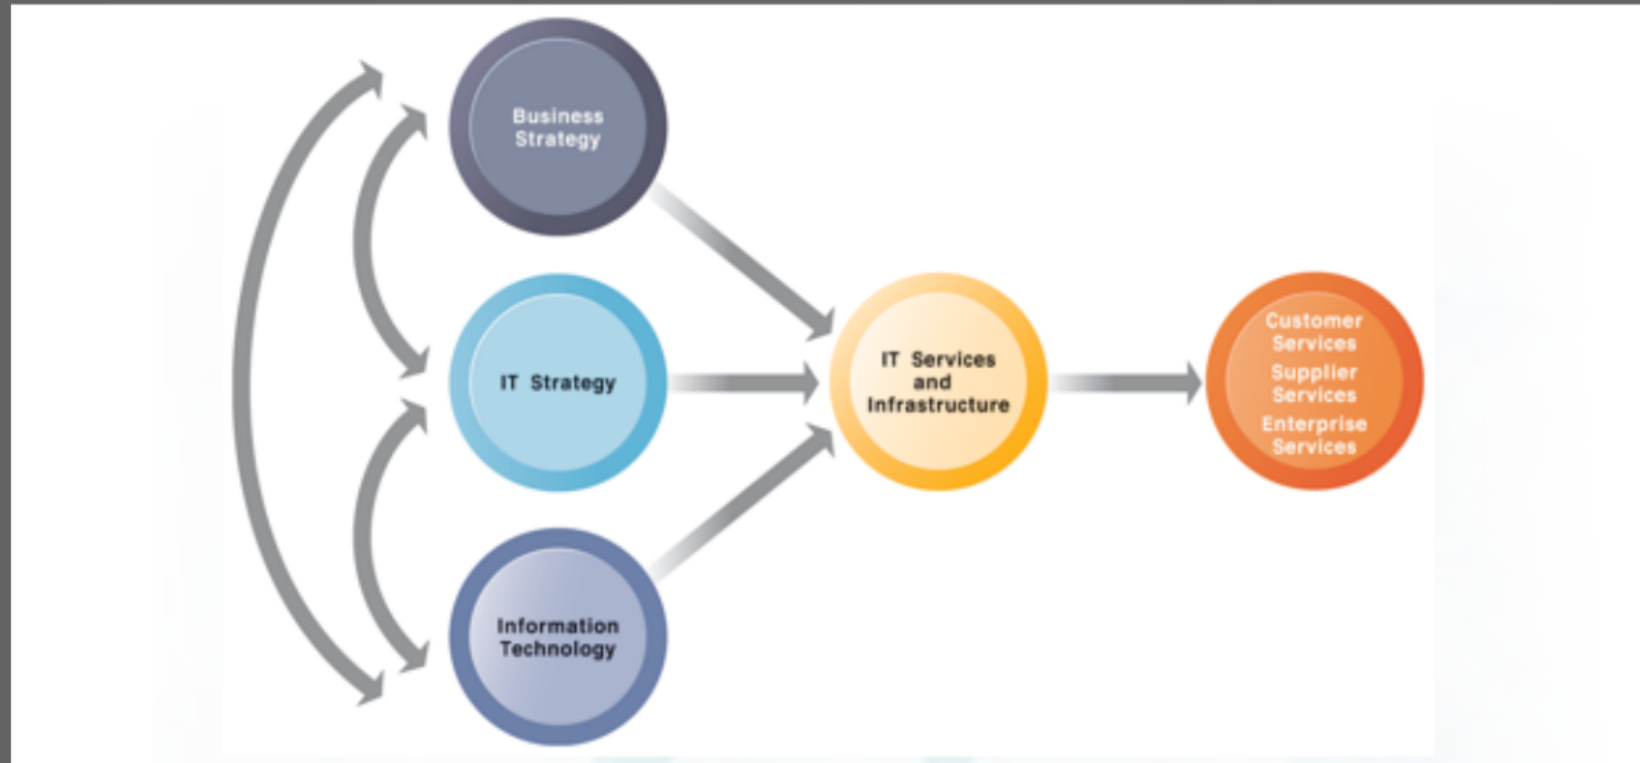 Business
Strategy
IT Strategy
Information
Technology
IT Services
and
Infrastructure
Customer
Services
Supplier
Services
Enterprise
Services